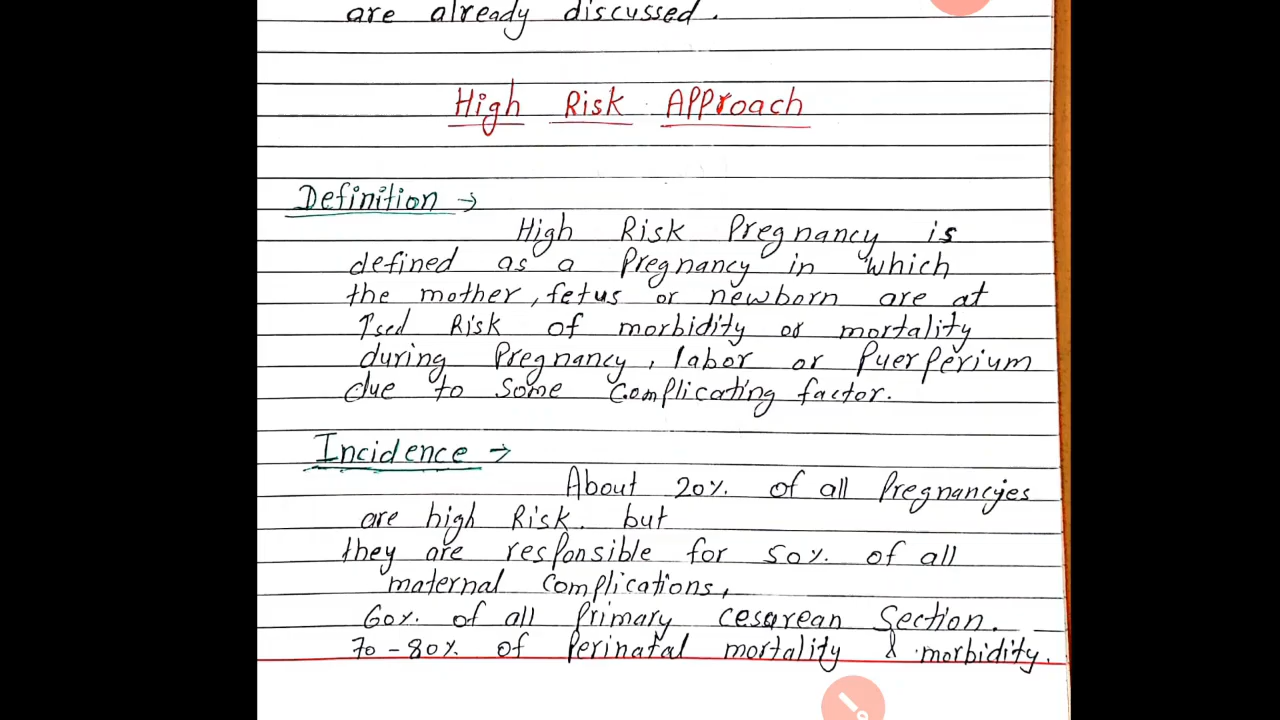 are already discussed.
High Risk Approach
Definition →
High Risk Pregnancy is
defined as a Pregnancy in which
the mother, fetus or newborn are at
↑sed Risk of morbidity or mortality
during Pregnancy, labor or Puerperium
due to some complicating factor.
Incidence →
About 20% of all Pregnancyies
are high Risk. but
they are responsible for 50% of all
maternal complications,
60% of all Primary cesarean Section.
70-80% of Perinatal mortality & morbidity.